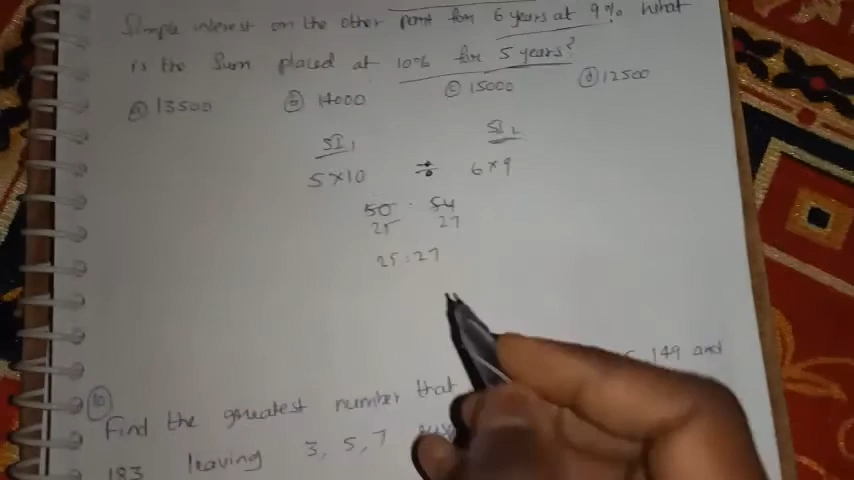 Simple interest on the other part for 6 years at 9% what
is the Sum placed at 10% for 5 years?
ⓐ 13500 ⓑ 14000 ⓒ 15000 ⓓ 12500
SI₁ SI₂
5×10 ÷ 6×9
50 : 54
25 27
25:27
⑩ 149 and
Find the greatest number that
183 leaving 3, 5, 7